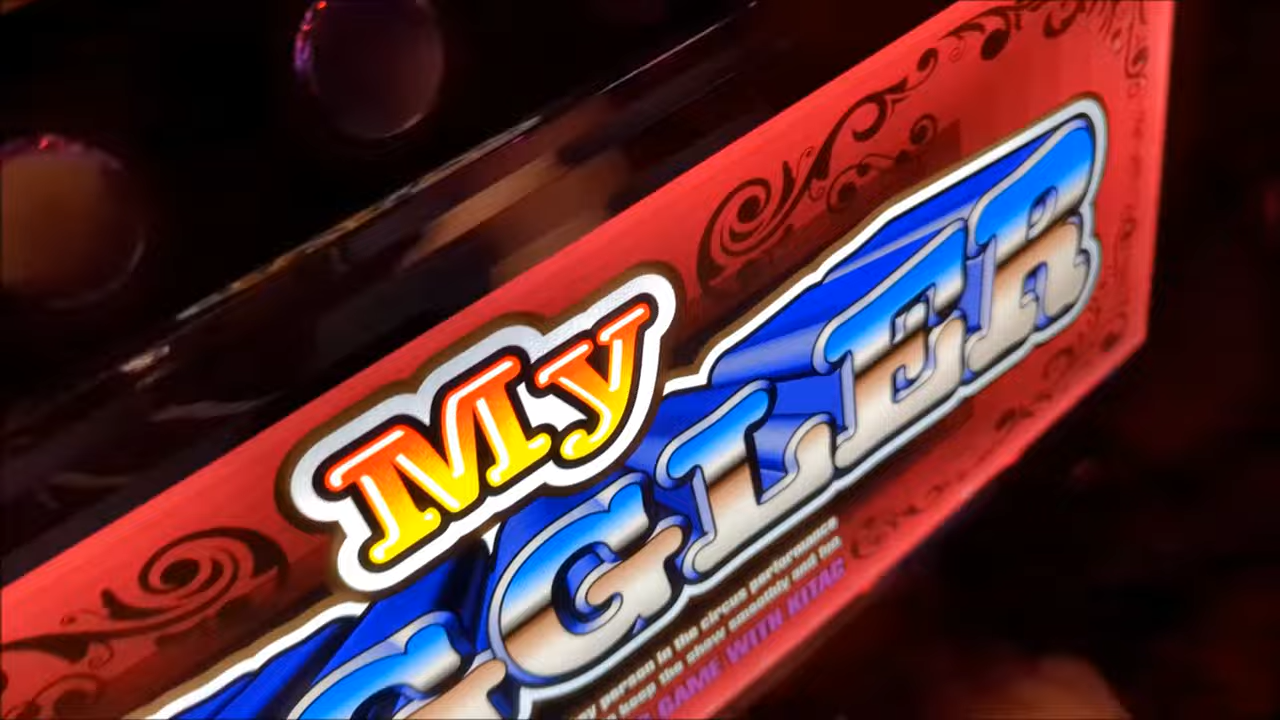 My
GGLER
person in the circus performance
keep the show smoothly and fun
GAME WITH KITAC